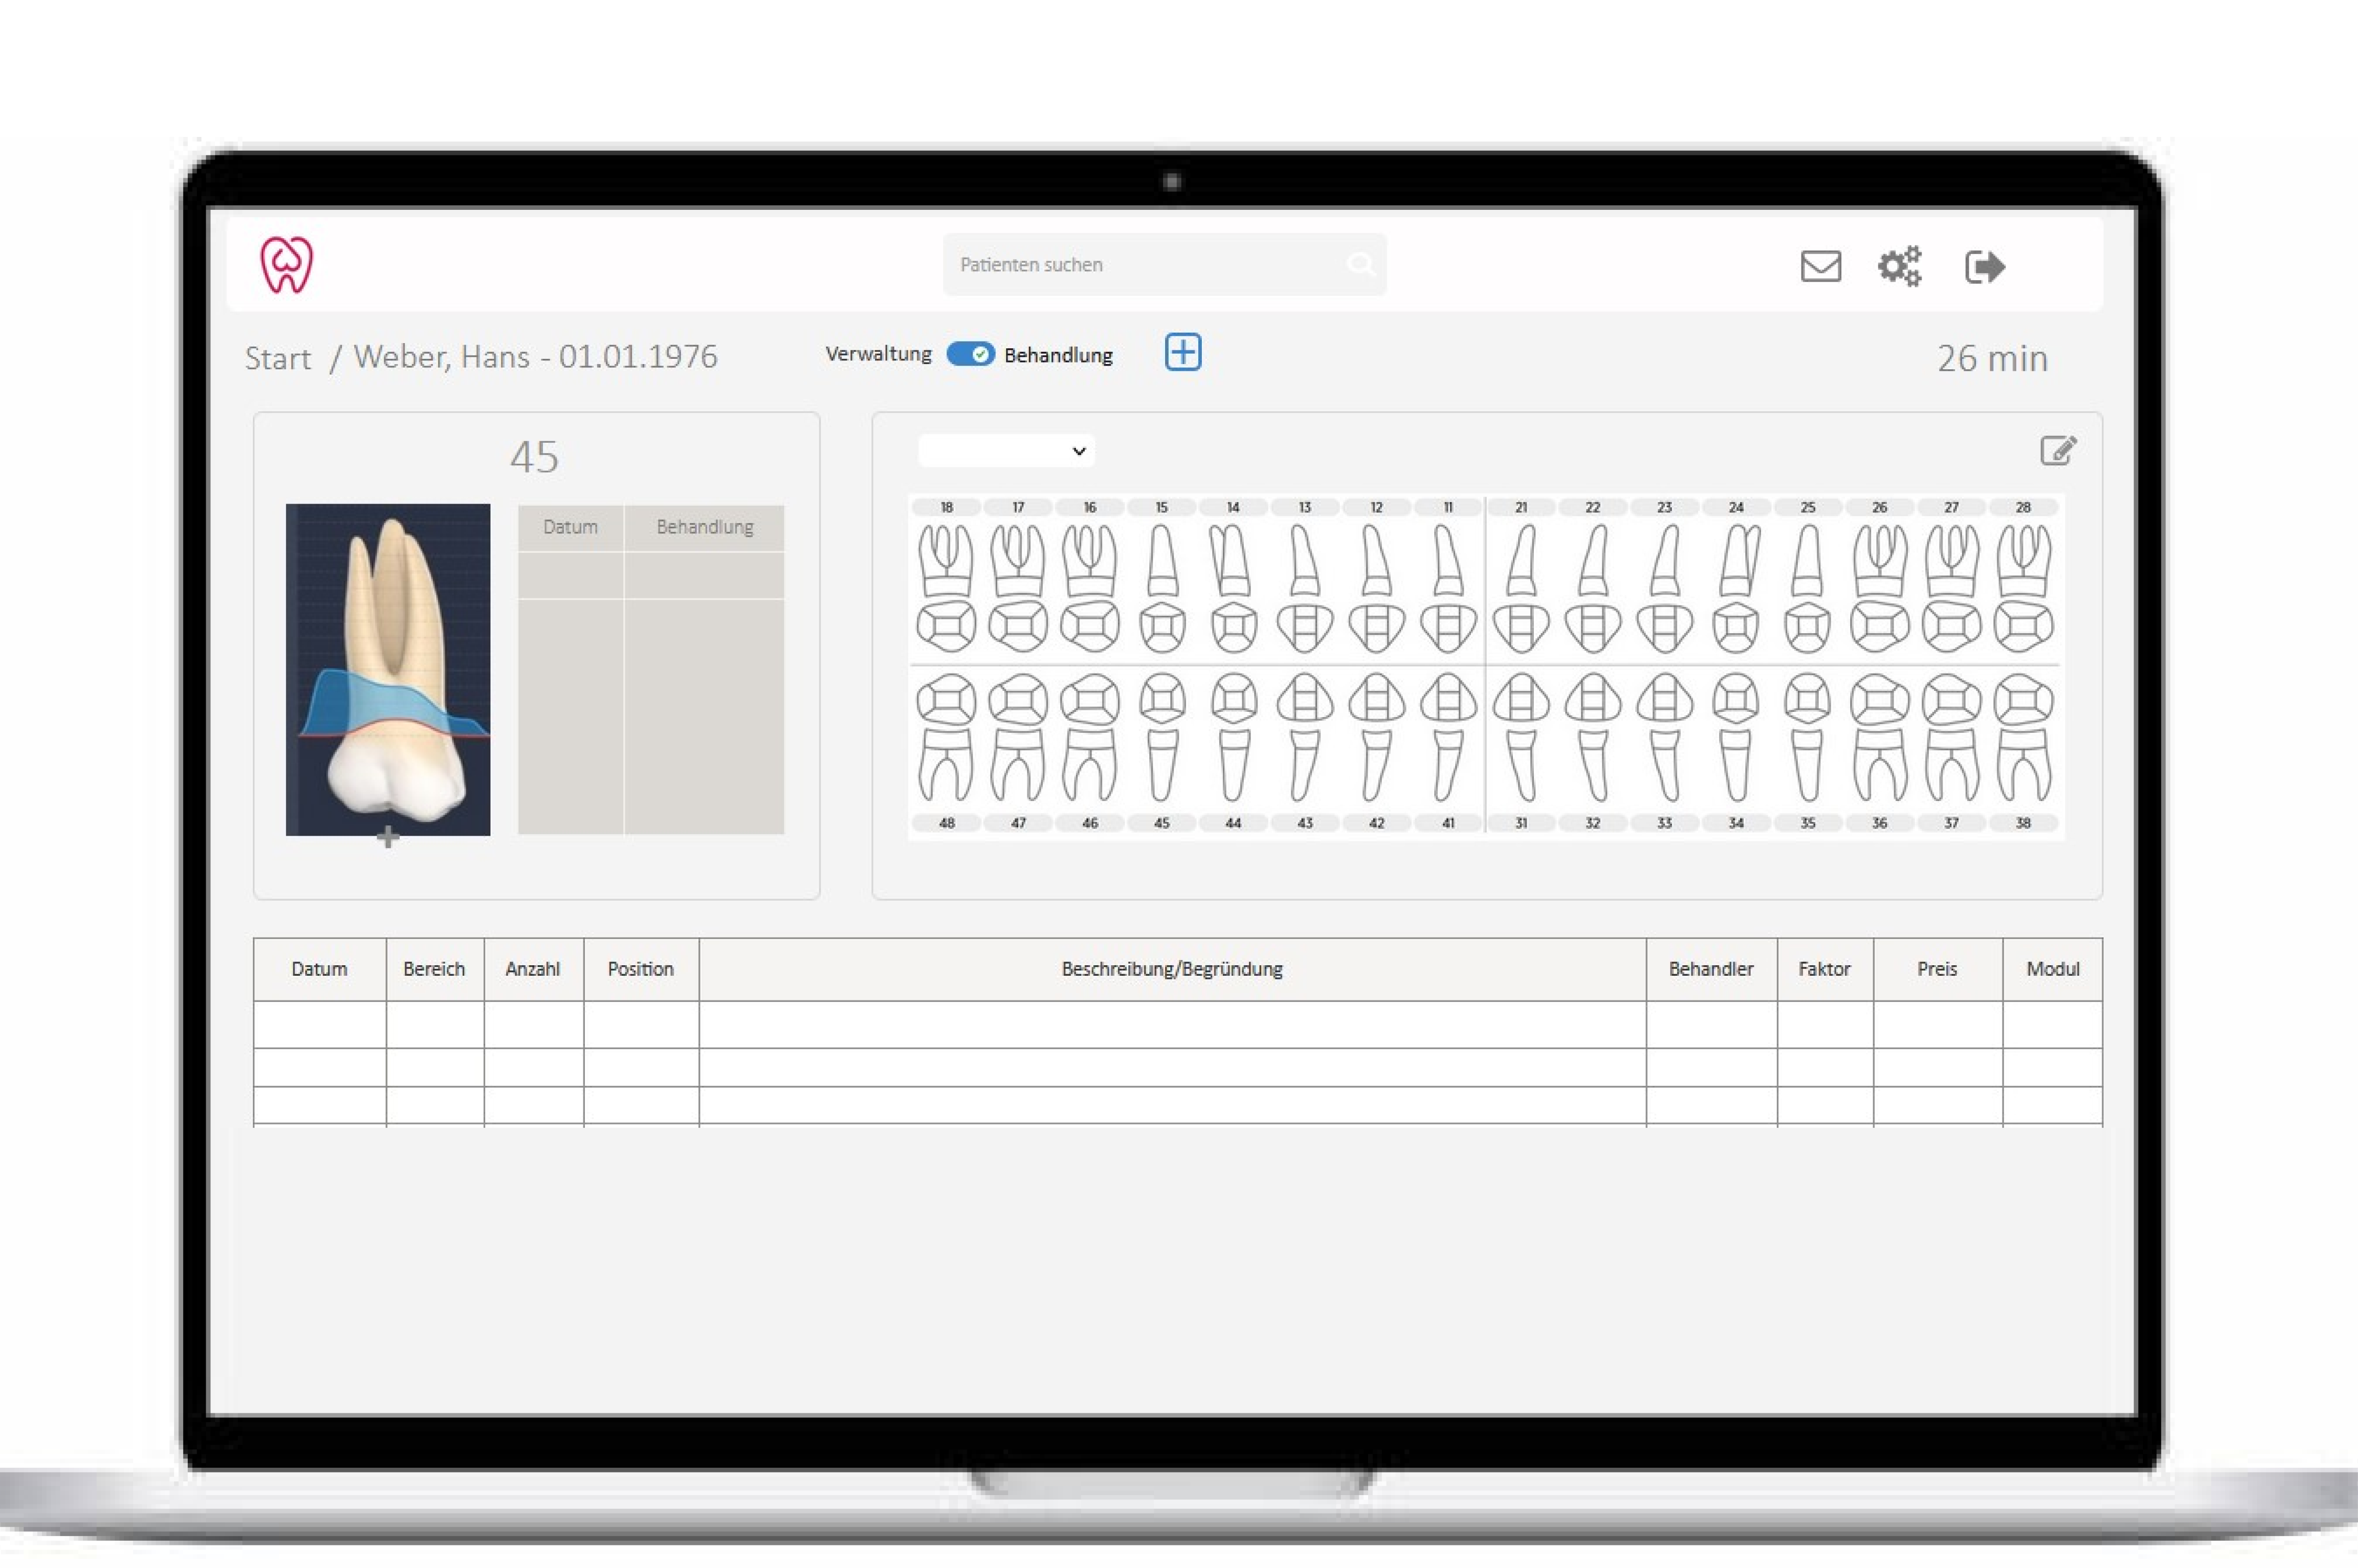 Patienten suchen
Start / Weber, Hans - 01.01.1976
Verwaltung Behandlung
26 min
45
Datum Behandlung
18 17 16 15 14 13 12 11 21 22 23 24 25 26 27 28
48 47 46 45 44 43 42 41 31 32 33 34 35 36 37 38
Datum Bereich Anzahl Position Beschreibung/Begründung Behandler Faktor Preis Modul